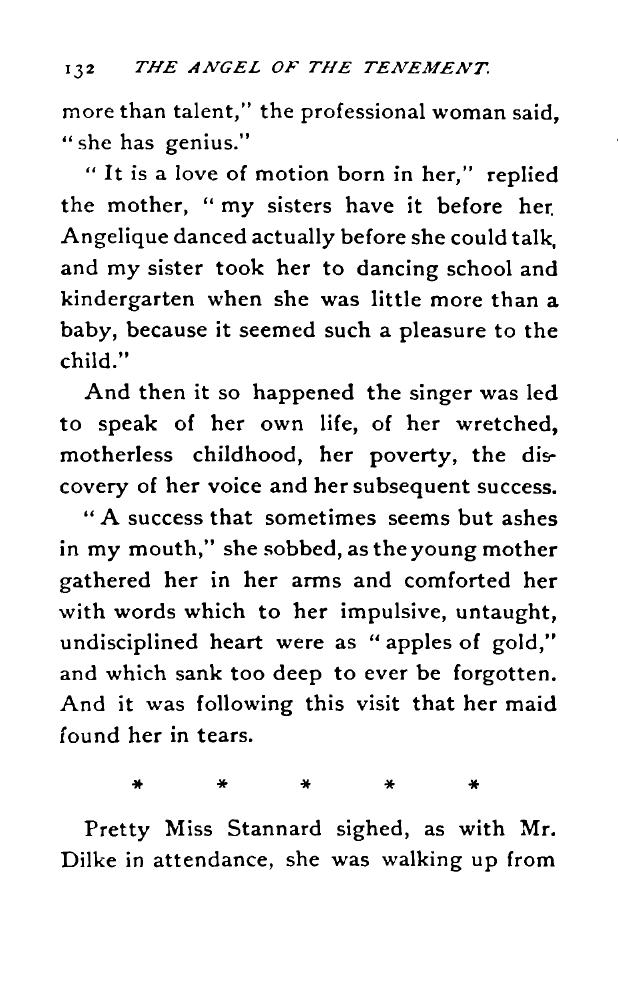 132 THE ANGEL OF THE TENEMENT.
more than talent," the professional woman said,
"she has genius."
"It is a love of motion born in her," replied
the mother, "my sisters have it before her.
Angelique danced actually before she could talk,
and my sister took her to dancing school and
kindergarten when she was little more than a
baby, because it seemed such a pleasure to the
child."
And then it so happened the singer was led
to speak of her own life, of her wretched,
motherless childhood, her poverty, the dis-
covery of her voice and her subsequent success.
"A success that sometimes seems but ashes
in my mouth," she sobbed, as the young mother
gathered her in her arms and comforted her
with words which to her impulsive, untaught,
undisciplined heart were as "apples of gold,"
and which sank too deep to ever be forgotten.
And it was following this visit that her maid
found her in tears.
* * * * *
Pretty Miss Stannard sighed, as with Mr.
Dilke in attendance, she was walking up from